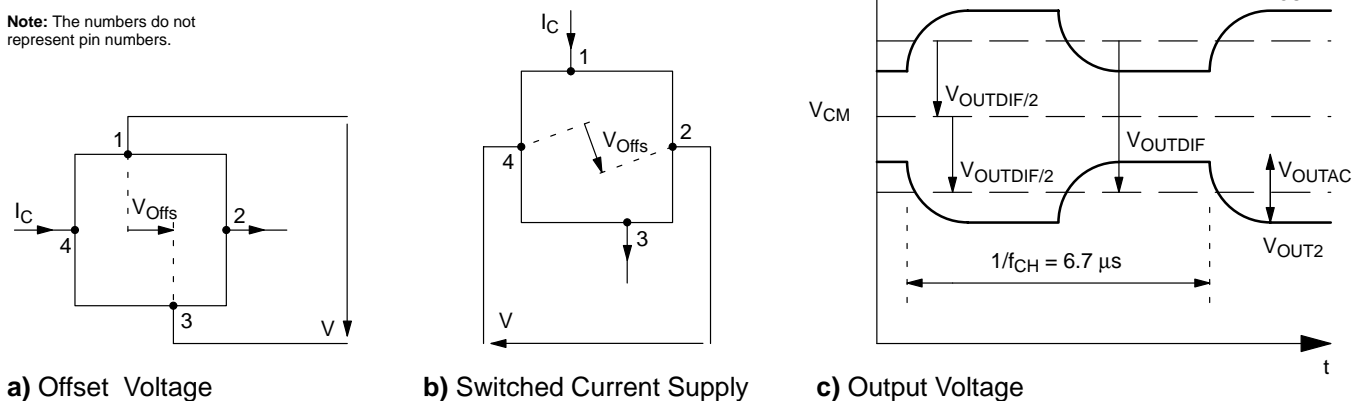 Note: The numbers do not
represent pin numbers.
1
I_C
V_Offs
2
4
3
V
a) Offset Voltage
I_C
1
2
V_Offs
4
3
V
b) Switched Current Supply
V_OUTDIF/2
V_CM
V_OUTDIF
V_OUTDIF/2
V_OUTAC
V_OUT2
1/f_CH = 6.7 μs
t
c) Output Voltage